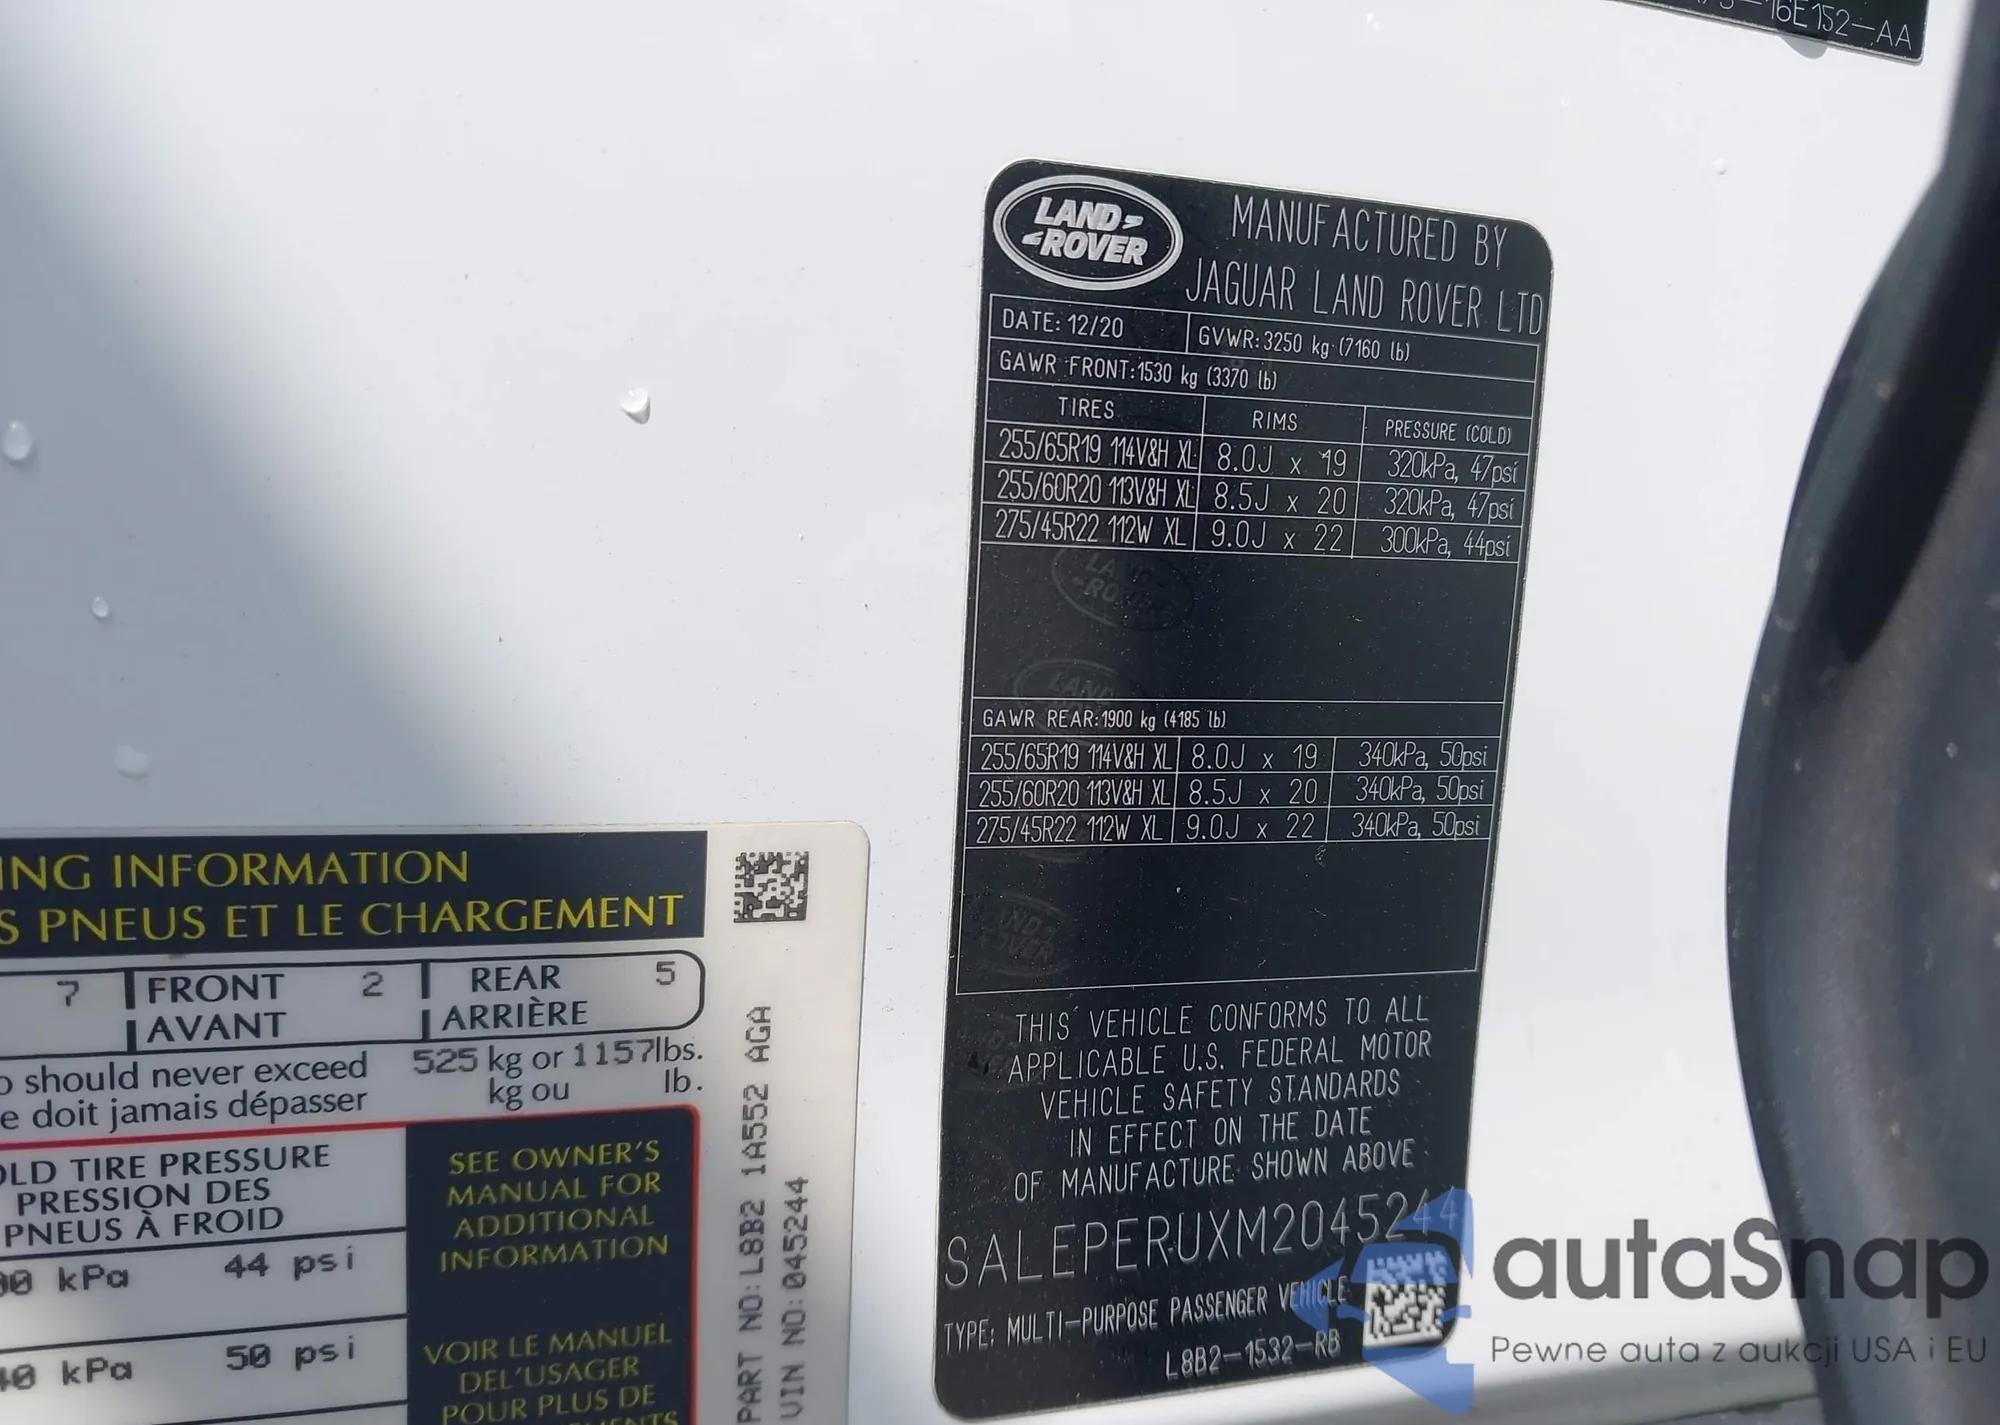 -16E152-AA
LAND
ROVER
MANUFACTURED BY
JAGUAR LAND ROVER LTD
DATE: 12/20 GVWR: 3250 kg (7160 lb)
GAWR FRONT: 1530 kg (3370 lb)
TIRES RIMS PRESSURE (COLD)
255/65R19 114V&H XL 8.0J x 19 320kPa, 47psi
255/60R20 113V&H XL 8.5J x 20 320kPa, 47psi
275/45R22 112W XL 9.0J x 22 300kPa, 44psi
GAWR REAR: 1900 kg (4185 lb)
255/65R19 114V&H XL 8.0J x 19 340kPa, 50psi
255/60R20 113V&H XL 8.5J x 20 340kPa, 50psi
275/45R22 112W XL 9.0J x 22 340kPa, 50psi
THIS VEHICLE CONFORMS TO ALL
APPLICABLE U.S. FEDERAL MOTOR
VEHICLE SAFETY STANDARDS
IN EFFECT ON THE DATE
OF MANUFACTURE SHOWN ABOVE
SALEPERUXM2045244
TYPE: MULTI-PURPOSE PASSENGER VEHICLE
L8B2-1532-RB
ING INFORMATION
S PNEUS ET LE CHARGEMENT
7 FRONT 2 REAR 5
AVANT ARRIÈRE
should never exceed 525 kg or 1157 lbs.
doit jamais dépasser kg ou lb.
OLD TIRE PRESSURE
PRESSION DES
PNEUS À FROID
00 kPa 44 psi
40 kPa 50 psi
SEE OWNER'S
MANUAL FOR
ADDITIONAL
INFORMATION
VOIR LE MANUEL
DEL'USAGER
POUR PLUS DE
PART NO: L8B2 1A552 AGA
VIN NO: 045244
autaSnap
Pewne auta z aukcji USA i EU